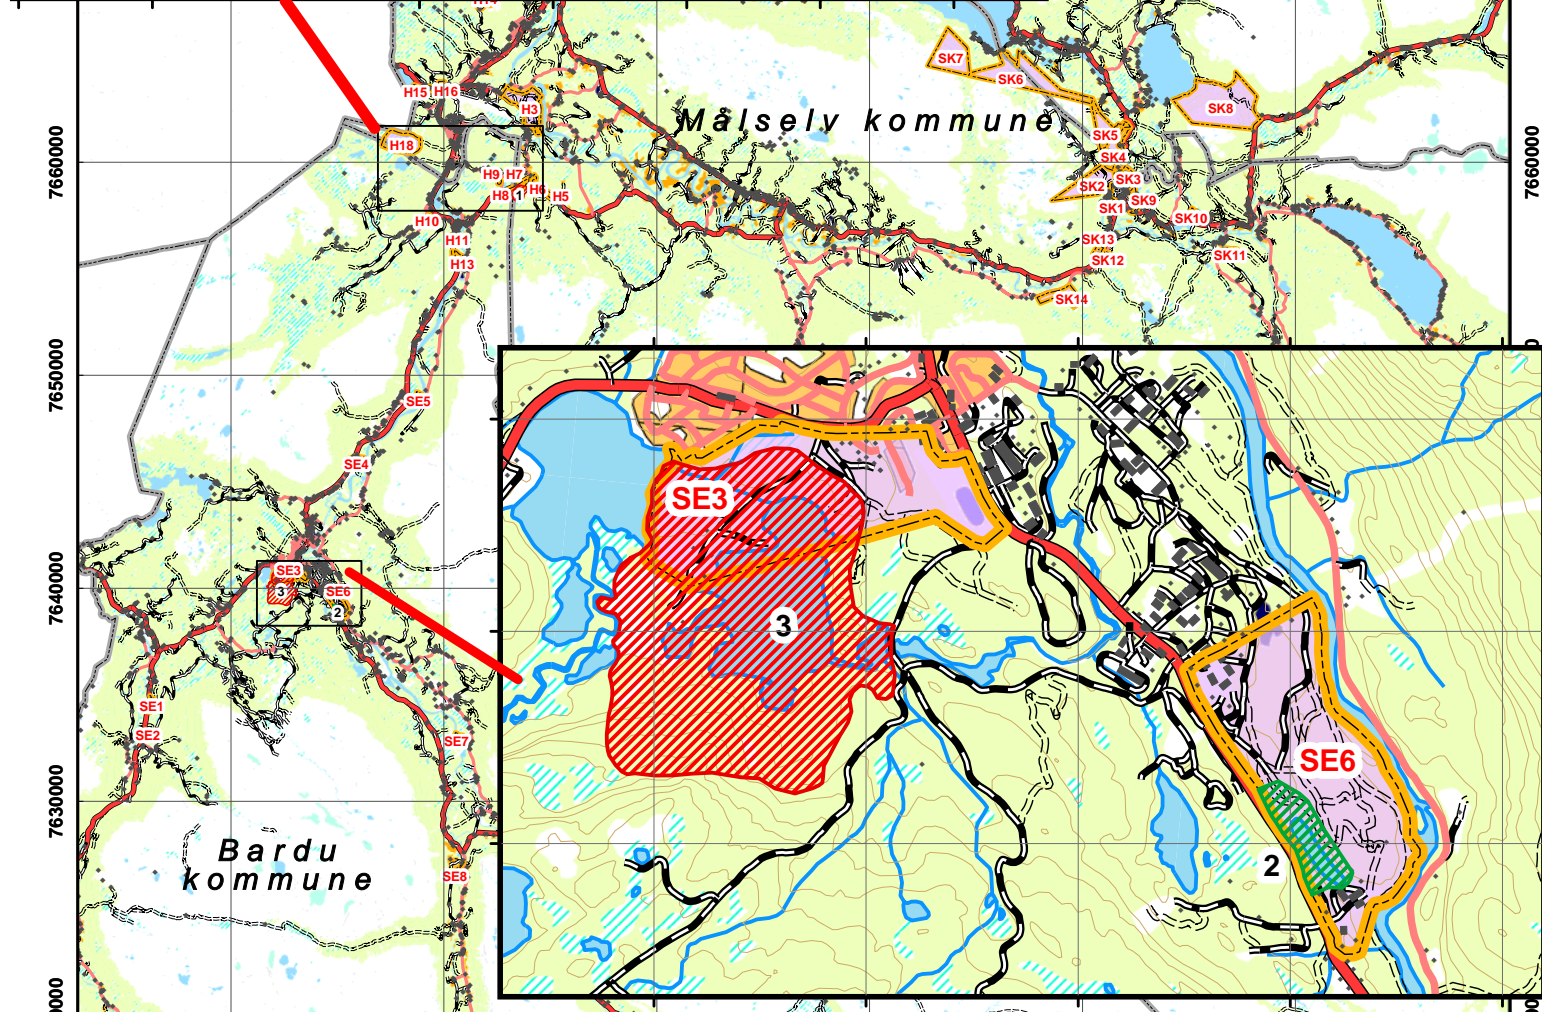 H14
SK7
SK6
H15
H16
SK8
H3
Målselv kommune
SK5
H18
SK4
7660000
7660000
H9
H7
SK3
SK2
H6
H8
1
H5
SK9
SK1
SK10
H10
H11
SK13
SK11
H13
SK12
SK14
7650000
SE5
SE4
SE3
SE3
3
SE6
2
7640000
3
SE1
SE2
SE7
SE6
7630000
Bardu
kommune
2
SE8